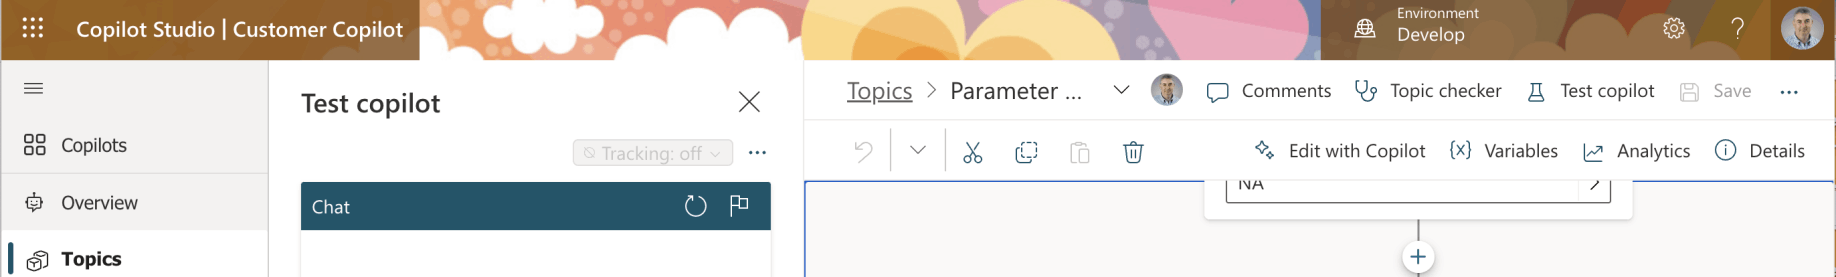 Copilot Studio | Customer Copilot
Environment
Develop
?
Copilots
Overview
Topics
Test copilot
Tracking: off
Chat
Topics > Parameter ...
Comments
Topic checker
Test copilot
Save
Edit with Copilot
{x} Variables
Analytics
Details
NA